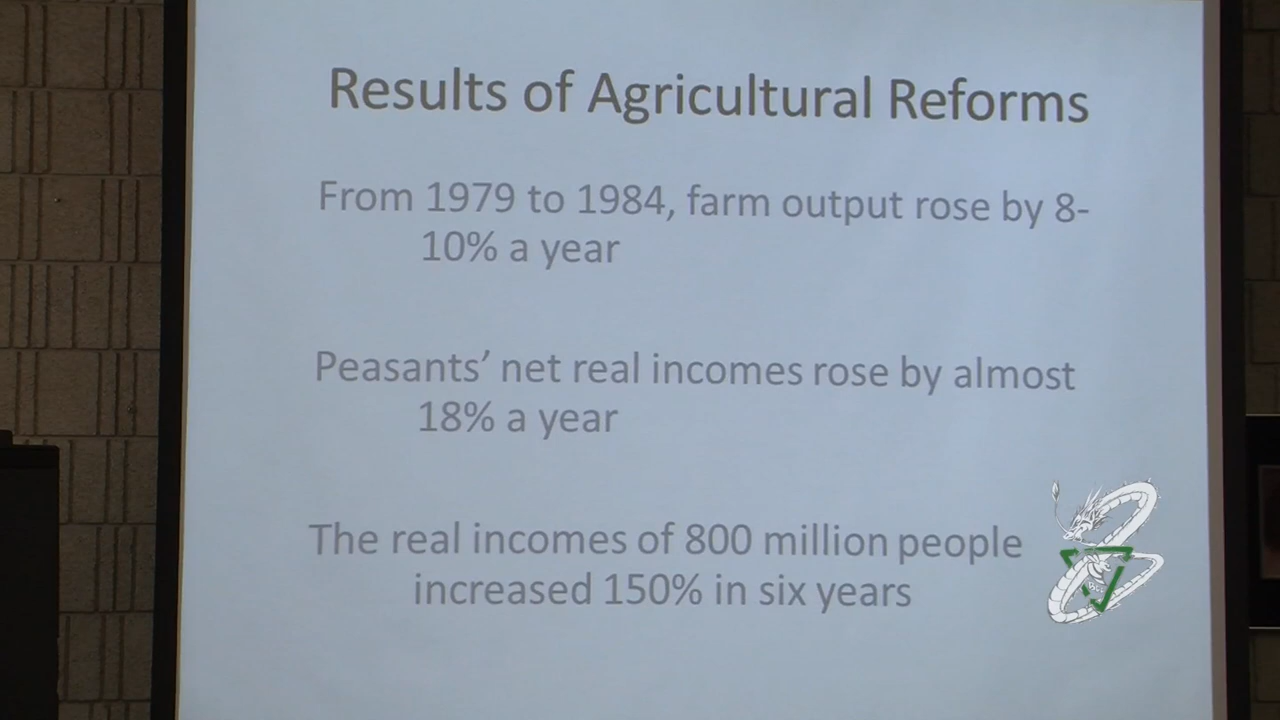 Results of Agricultural Reforms
From 1979 to 1984, farm output rose by 8-
10% a year
Peasants' net real incomes rose by almost
18% a year
The real incomes of 800 million people
increased 150% in six years